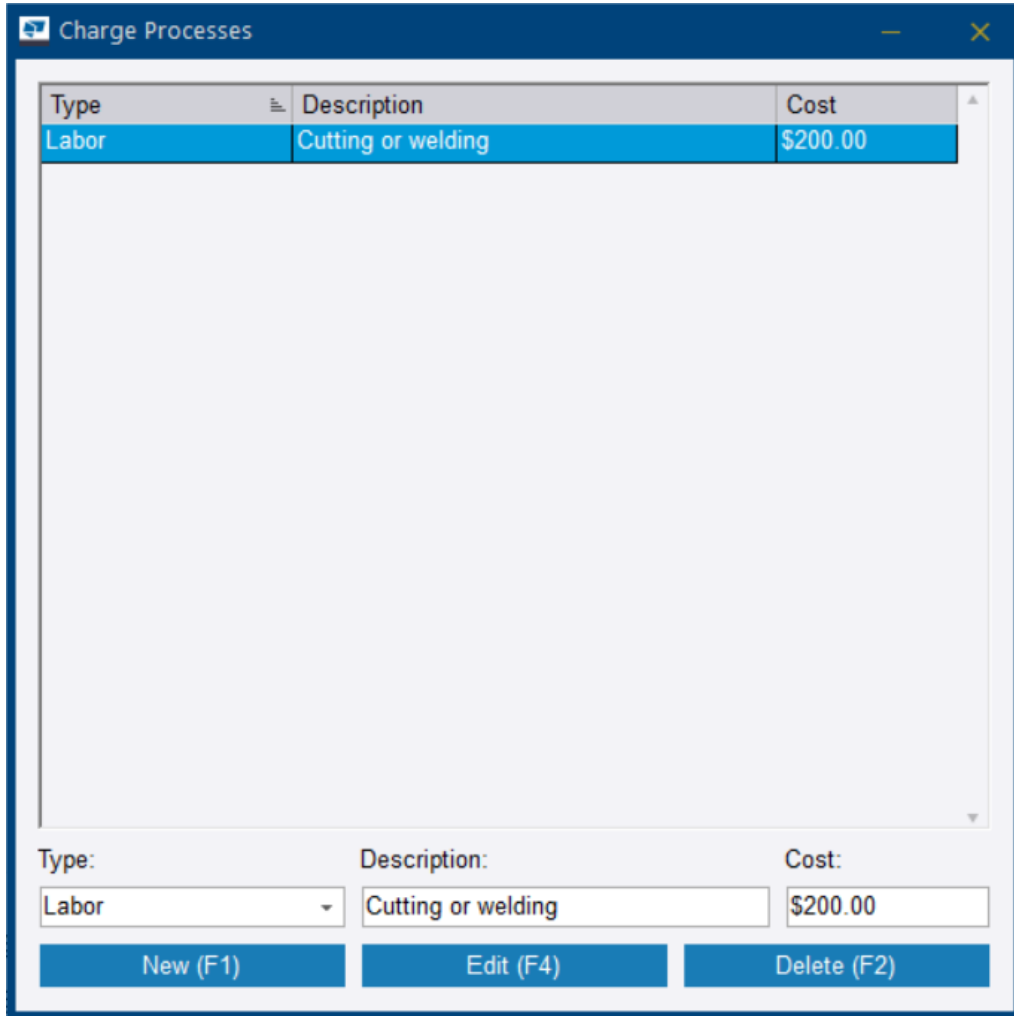 Charge Processes
Type Description Cost
Labor Cutting or welding $200.00
Type: Description: Cost:
Labor Cutting or welding $200.00
New (F1) Edit (F4) Delete (F2)